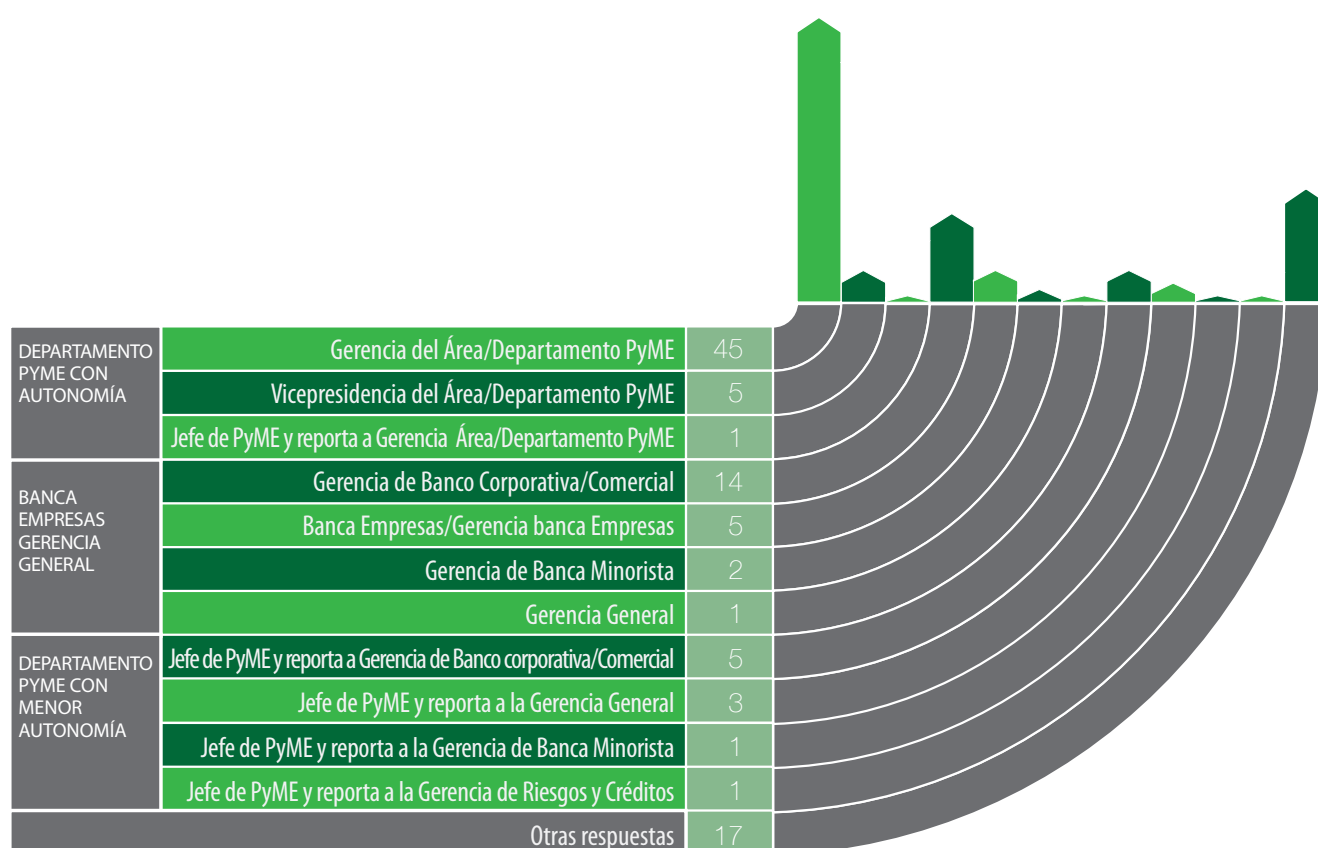 DEPARTAMENTO
PYME CON
AUTONOMÍA
Gerencia del Área/Departamento PyME 45
Vicepresidencia del Área/Departamento PyME 5
Jefe de PyME y reporta a Gerencia Área/Departamento PyME 1
BANCA
EMPRESAS
GERENCIA
GENERAL
Gerencia de Banco Corporativa/Comercial 14
Banca Empresas/Gerencia banca Empresas 5
Gerencia de Banca Minorista 2
Gerencia General 1
DEPARTAMENTO
PYME CON
MENOR
AUTONOMÍA
Jefe de PyME y reporta a Gerencia de Banco corporativa/Comercial 5
Jefe de PyME y reporta a la Gerencia General 3
Jefe de PyME y reporta a la Gerencia de Banca Minorista 1
Jefe de PyME y reporta a la Gerencia de Riesgos y Créditos 1
Otras respuestas 17